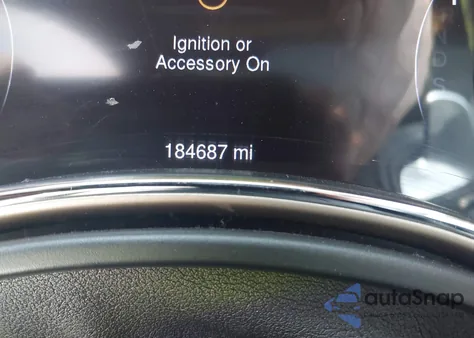 Ignition or
Accessory On
N
D
S
184687 mi
autoSnap